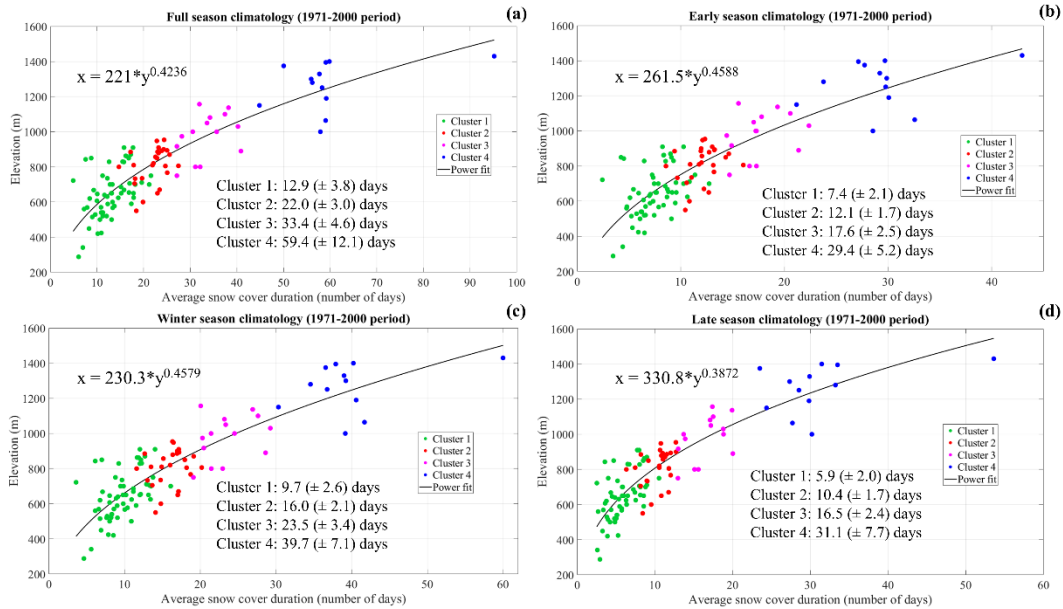 Full season climatology (1971-2000 period)
(a)
x = 221*y^0.4236
Elevation (m)
1600
1400
1200
1000
800
600
400
200
Cluster 1
Cluster 2
Cluster 3
Cluster 4
Power fit
Cluster 1: 12.9 (± 3.8) days
Cluster 2: 22.0 (± 3.0) days
Cluster 3: 33.4 (± 4.6) days
Cluster 4: 59.4 (± 12.1) days
0 10 20 30 40 50 60 70 80 90 100
Average snow cover duration (number of days)
Early season climatology (1971-2000 period)
(b)
x = 261.5*y^0.4588
Elevation (m)
1600
1400
1200
1000
800
600
400
200
Cluster 1
Cluster 2
Cluster 3
Cluster 4
Power fit
Cluster 1: 7.4 (± 2.1) days
Cluster 2: 12.1 (± 1.7) days
Cluster 3: 17.6 (± 2.5) days
Cluster 4: 29.4 (± 5.2) days
0 10 20 30 40
Average snow cover duration (number of days)
Winter season climatology (1971-2000 period)
(c)
x = 230.3*y^0.4579
Elevation (m)
1600
1400
1200
1000
800
600
400
200
Cluster 1
Cluster 2
Cluster 3
Cluster 4
Power fit
Cluster 1: 9.7 (± 2.6) days
Cluster 2: 16.0 (± 2.1) days
Cluster 3: 23.5 (± 3.4) days
Cluster 4: 39.7 (± 7.1) days
0 10 20 30 40 50 60
Average snow cover duration (number of days)
Late season climatology (1971-2000 period)
(d)
x = 330.8*y^0.3872
Elevation (m)
1600
1400
1200
1000
800
600
400
200
Cluster 1
Cluster 2
Cluster 3
Cluster 4
Power fit
Cluster 1: 5.9 (± 2.0) days
Cluster 2: 10.4 (± 1.7) days
Cluster 3: 16.5 (± 2.4) days
Cluster 4: 31.1 (± 7.7) days
0 10 20 30 40 50 60
Average snow cover duration (number of days)